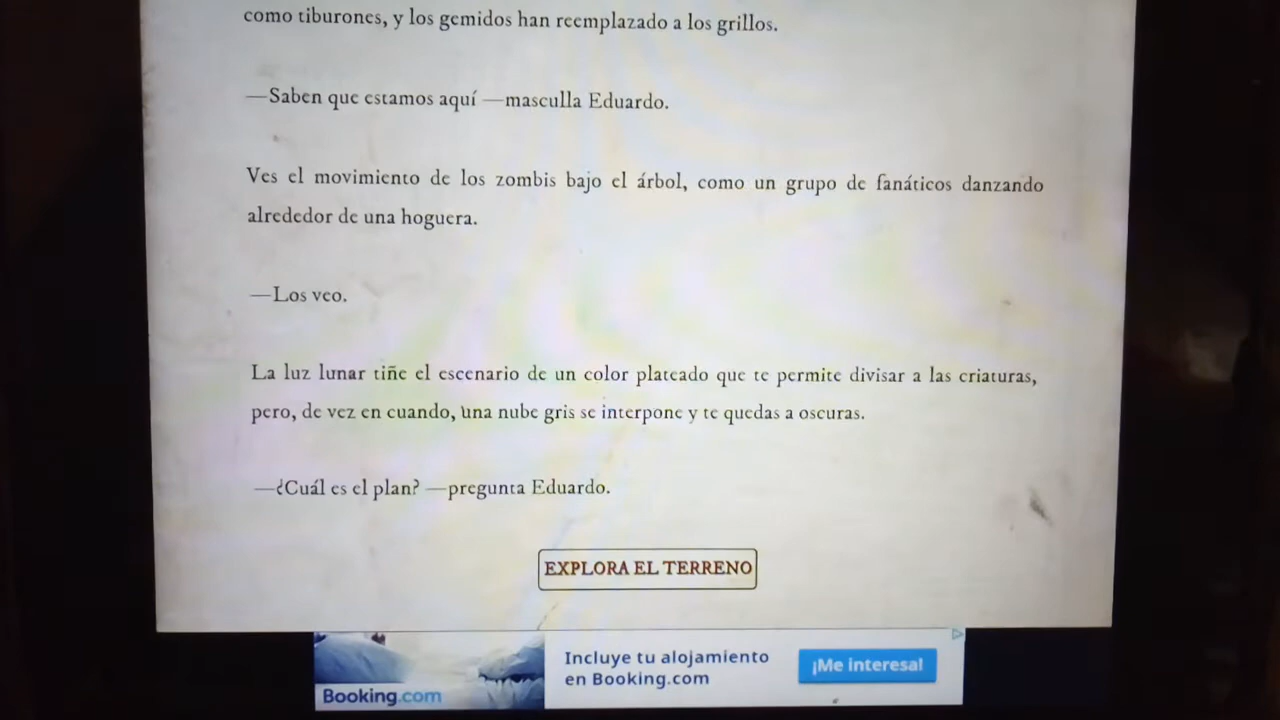 como tiburones, y los gemidos han reemplazado a los grillos.
—Saben que estamos aquí —masculla Eduardo.
Ves el movimiento de los zombis bajo el árbol, como un grupo de fanáticos danzando
alrededor de una hoguera.
—Los veo.
La luz lunar tiñe el escenario de un color plateado que te permite divisar a las criaturas,
pero, de vez en cuando, una nube gris se interpone y te quedas a oscuras.
—¿Cuál es el plan? —pregunta Eduardo.
EXPLORA EL TERRENO
Incluye tu alojamiento
en Booking.com
¡Me interesa!
Booking.com